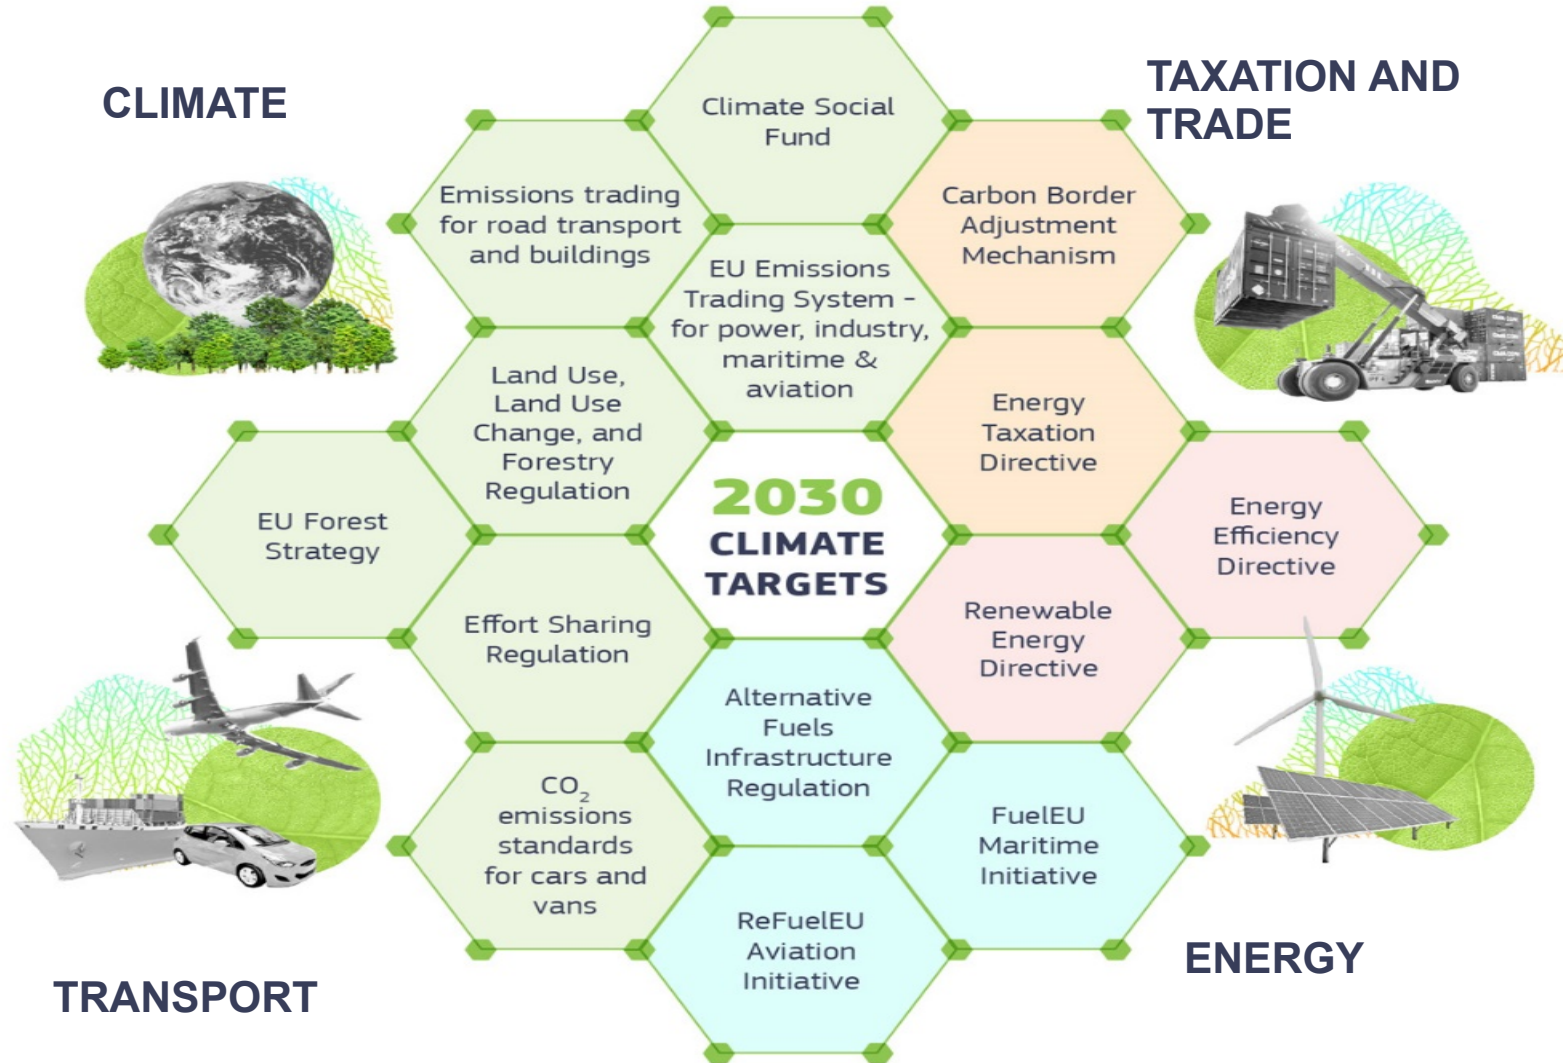 CLIMATE
TAXATION AND
TRADE
Climate Social
Fund
Emissions trading
for road transport
and buildings
Carbon Border
Adjustment
Mechanism
EU Emissions
Trading System –
for power, industry,
maritime &
aviation
Land Use,
Land Use
Change, and
Forestry
Regulation
Energy
Taxation
Directive
EU Forest
Strategy
2030
CLIMATE
TARGETS
Energy
Efficiency
Directive
Effort Sharing
Regulation
Renewable
Energy
Directive
Alternative
Fuels
Infrastructure
Regulation
CO₂
emissions
standards
for cars and
vans
FuelEU
Maritime
Initiative
ReFuelEU
Aviation
Initiative
TRANSPORT
ENERGY